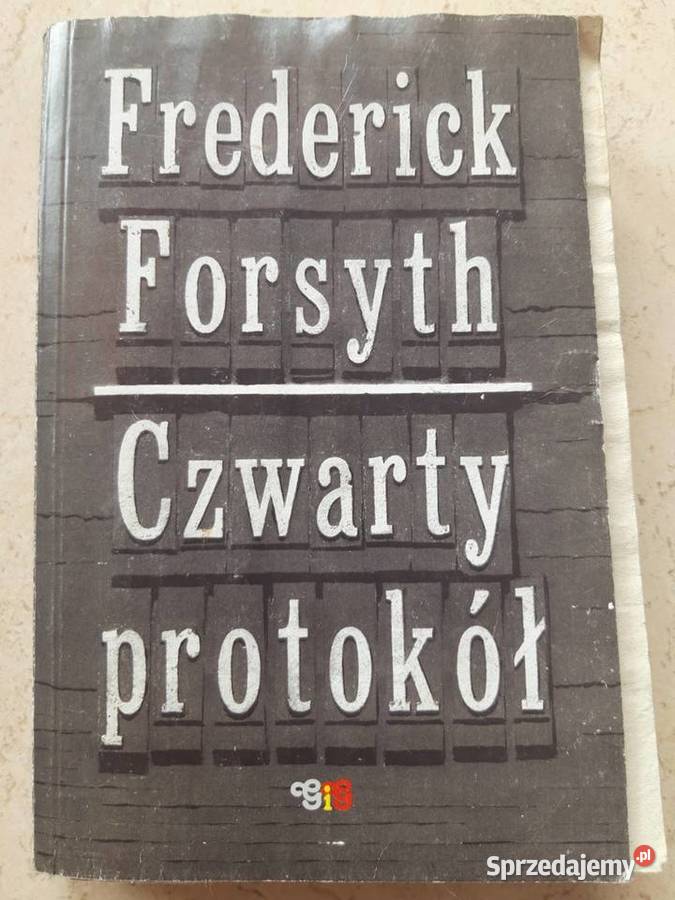 Frederick
Forsyth
Czwarty
protokół
Sprzedajemy.pl